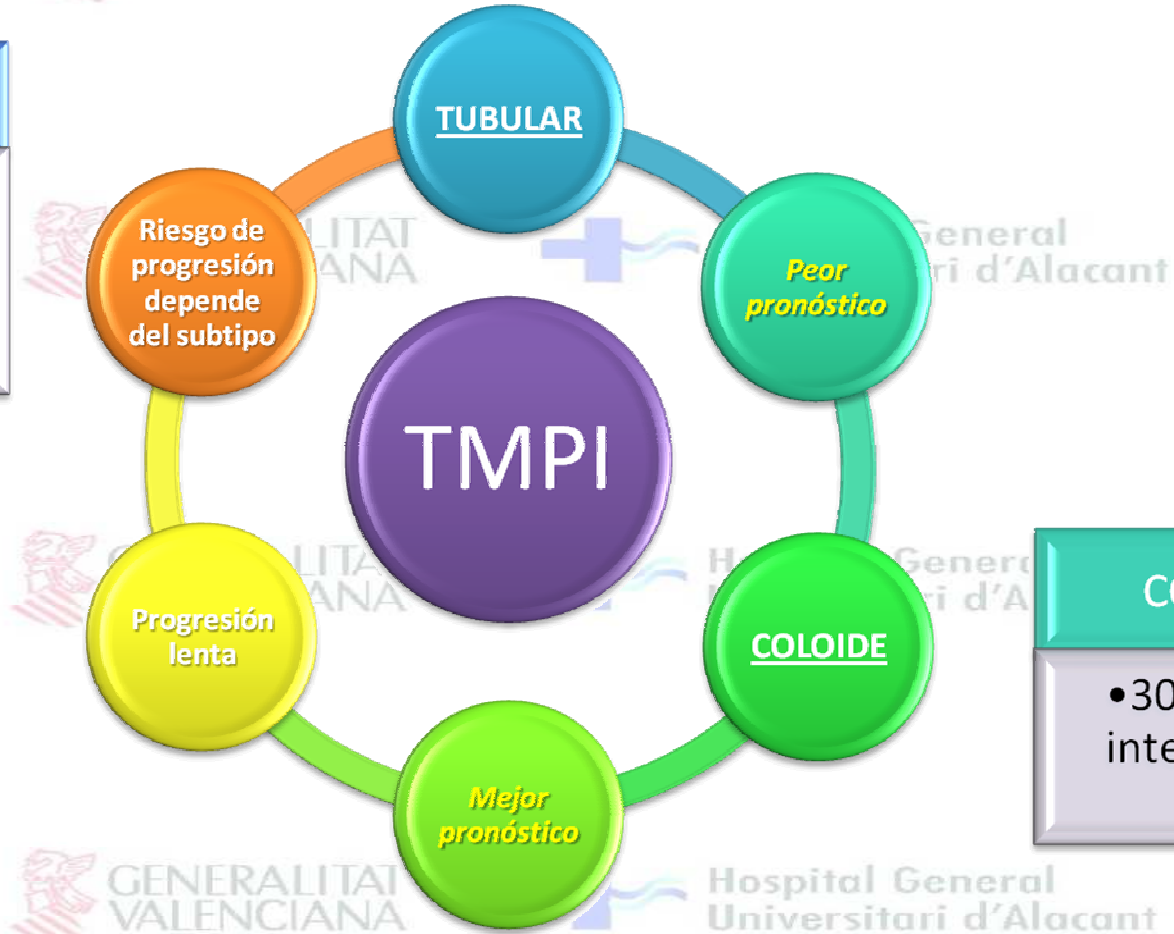 TUBULAR
Riesgo de
progresión
depende
del subtipo
Peor
pronóstico
TMPI
Progresión
lenta
COLOIDE
Mejor
pronóstico
•30
GENERALITAT
VALENCIANA
Hospital General
Universitari d'Alacant